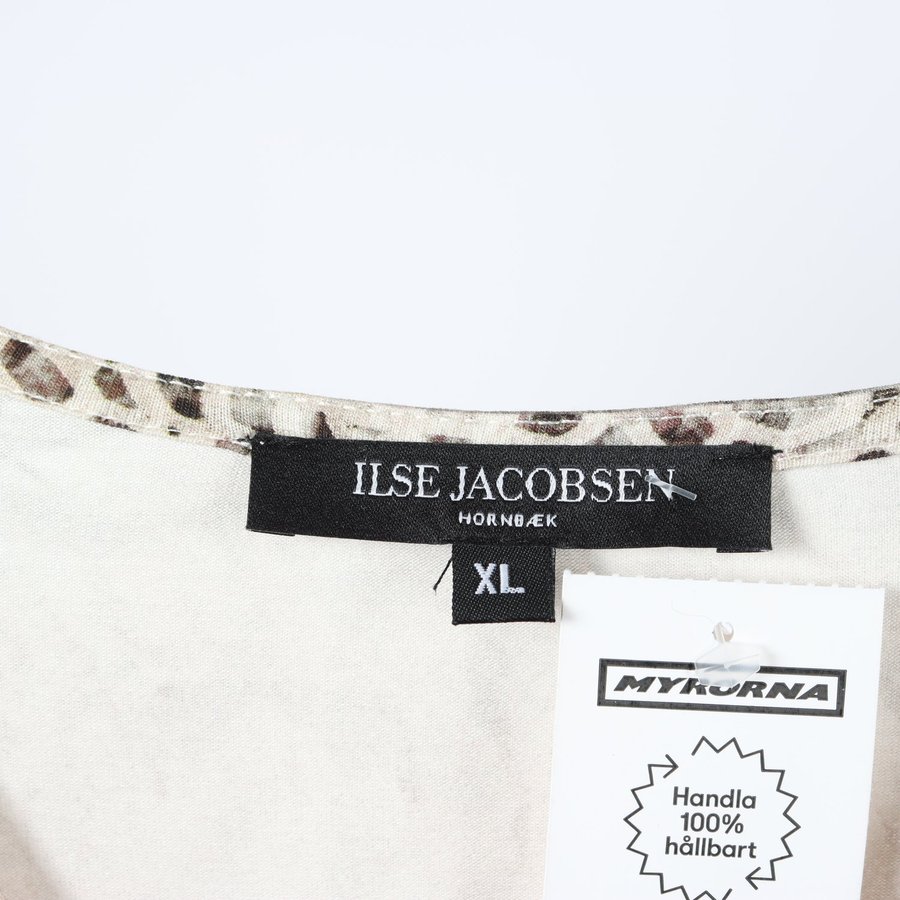 ILSE JACOBSEN
HORNBÆK
XL
MYRORNA
Handla
100%
hållbart